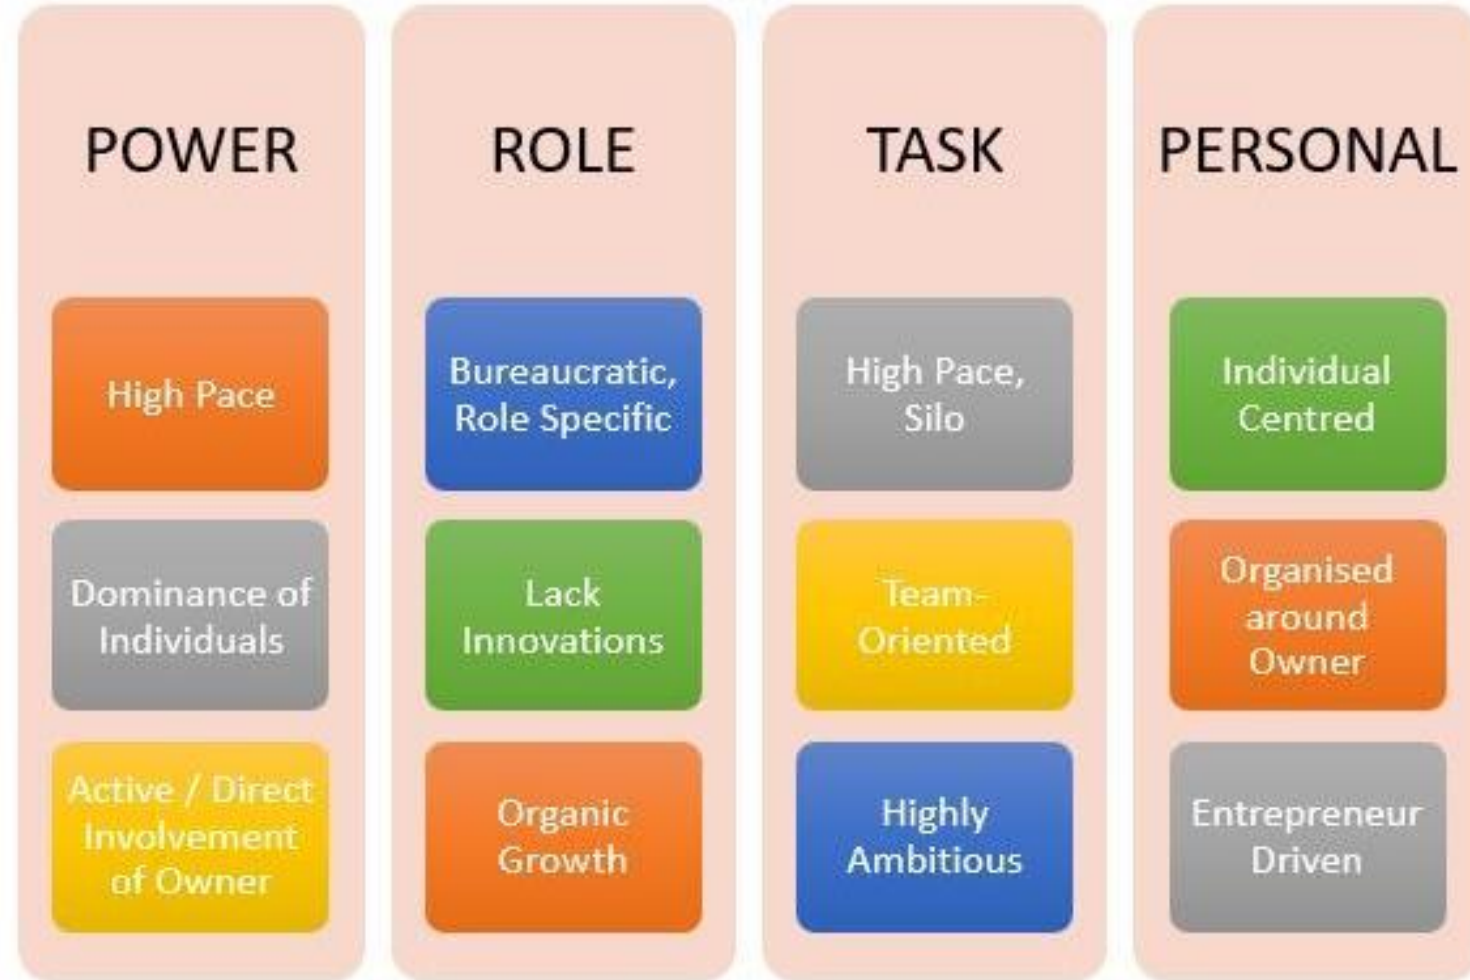 POWER
High Pace
Dominance of
Individuals
Active / Direct
Involvement
of Owner
ROLE
Bureaucratic,
Role Specific
Lack
Innovations
Organic
Growth
TASK
High Pace,
Silo
Team-
Oriented
Highly
Ambitious
PERSONAL
Individual
Centred
Organised
around
Owner
Entrepreneur
Driven